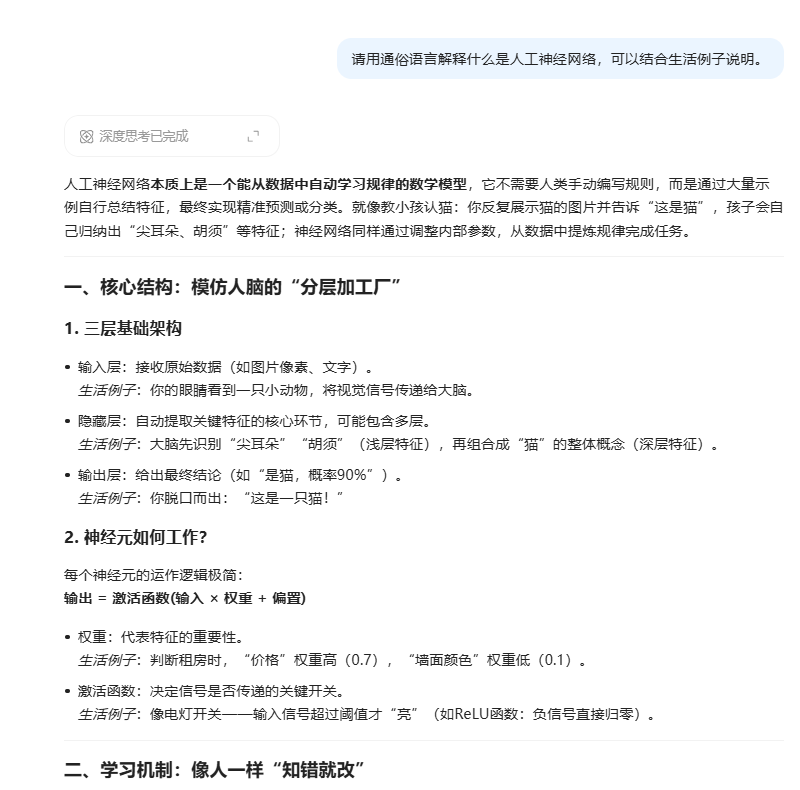 请用通俗语言解释什么是人工神经网络，可以结合生活例子说明。
深度思考已完成
人工神经网络本质上是一个能从数据中自动学习规律的数学模型，它不需要人类手动编写规则，而是通过大量示
例自行总结特征，最终实现精准预测或分类。就像教小孩认猫：你反复展示猫的图片并告诉“这是猫”，孩子会自
己归纳出“尖耳朵、胡须”等特征；神经网络同样通过调整内部参数，从数据中提炼规律完成任务。
一、核心结构：模仿人脑的“分层加工厂”
1. 三层基础架构
• 输入层：接收原始数据（如图片像素、文字）。
生活例子：你的眼睛看到一只小动物，将视觉信号传递给大脑。
• 隐藏层：自动提取关键特征的核心环节，可能包含多层。
生活例子：大脑先识别“尖耳朵”“胡须”（浅层特征），再组合成“猫”的整体概念（深层特征）。
• 输出层：给出最终结论（如“是猫，概率90%”）。
生活例子：你脱口而出：“这是一只猫！”
2. 神经元如何工作？
每个神经元的运作逻辑极简：
输出 = 激活函数(输入 × 权重 + 偏置)
• 权重：代表特征的重要性。
生活例子：判断租房时，“价格”权重高（0.7），“墙面颜色”权重低（0.1）。
• 激活函数：决定信号是否传递的关键开关。
生活例子：像电灯开关——输入信号超过阈值才“亮”（如ReLU函数：负信号直接归零）。
二、学习机制：像人一样“知错就改”